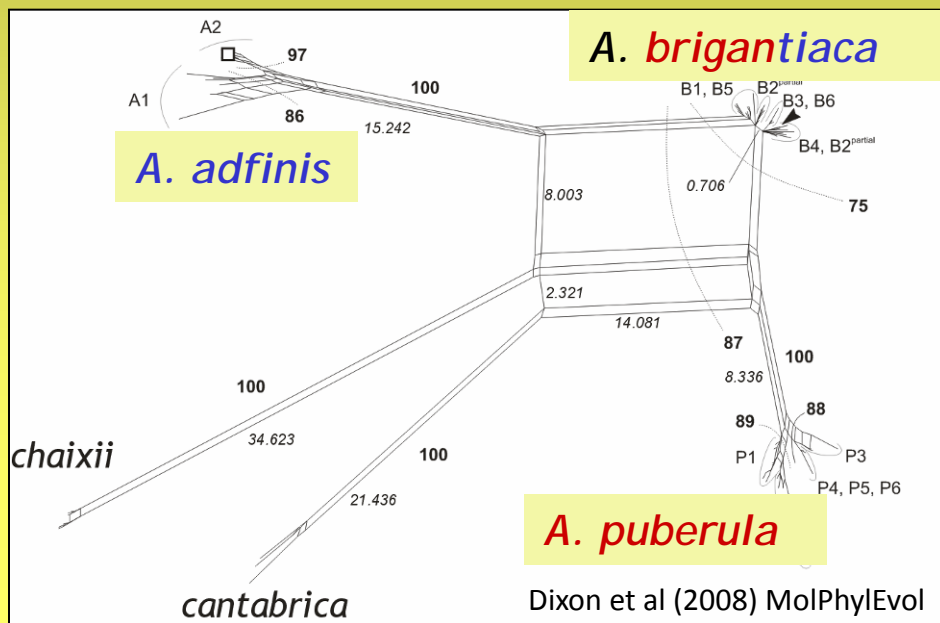 A2
97
A1
86
100
15.242
A. adfinis
A. brigantiaca
B1, B5
B2partial
B3, B6
B4, B2partial
0.706
75
8.003
2.321
14.081
87
100
8.336
100
34.623
chaixii
100
21.436
cantabrica
89
88
P1
P3
P4, P5, P6
A. puberula
Dixon et al (2008) MolPhylEvol